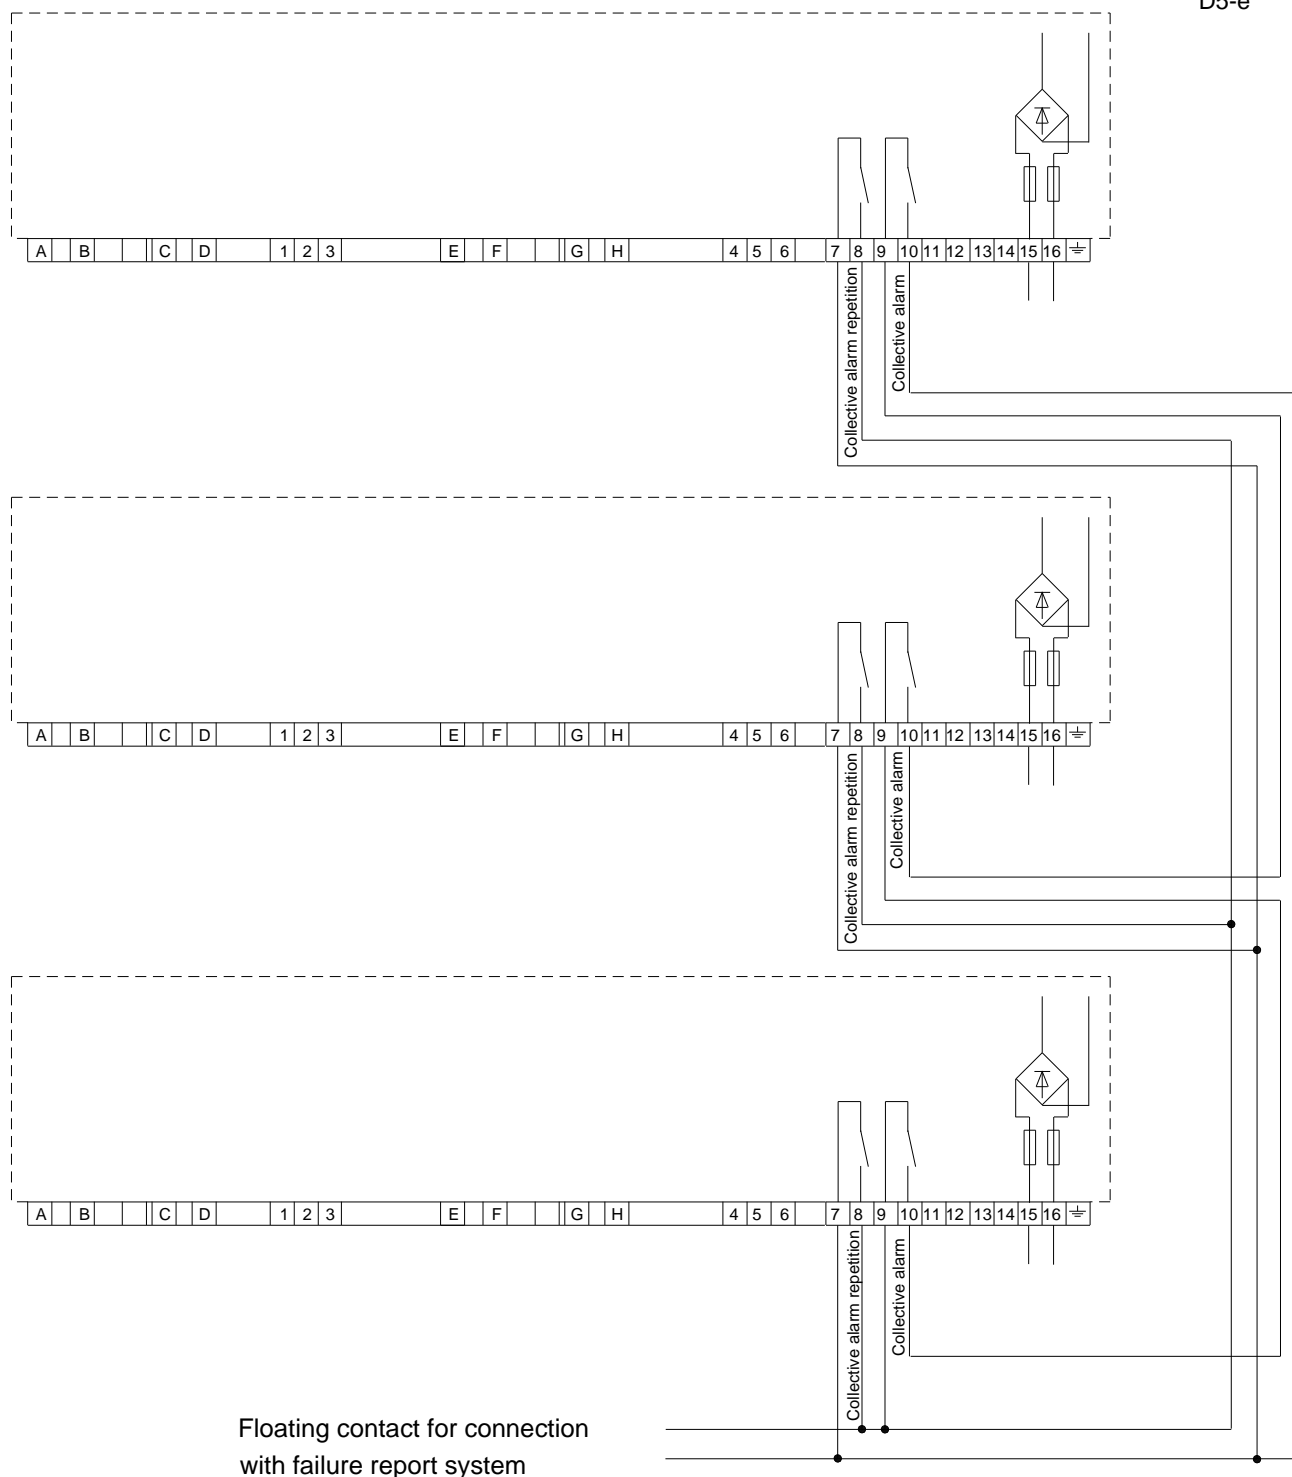 D5-e
A B C D 1 2 3 E F G H 4 5 6 7 8 9 10 11 12 13 14 15 16
Collective alarm repetition
Collective alarm
A B C D 1 2 3 E F G H 4 5 6 7 8 9 10 11 12 13 14 15 16
Collective alarm repetition
Collective alarm
A B C D 1 2 3 E F G H 4 5 6 7 8 9 10 11 12 13 14 15 16
Collective alarm repetition
Collective alarm
Floating contact for connection
with failure report system